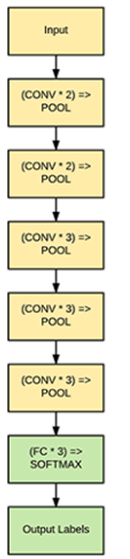 Input
(CONV * 2) =>
POOL
(CONV * 2) =>
POOL
(CONV * 3) =>
POOL
(CONV * 3) =>
POOL
(CONV * 3) =>
POOL
(FC * 3) =>
SOFTMAX
Output Labels